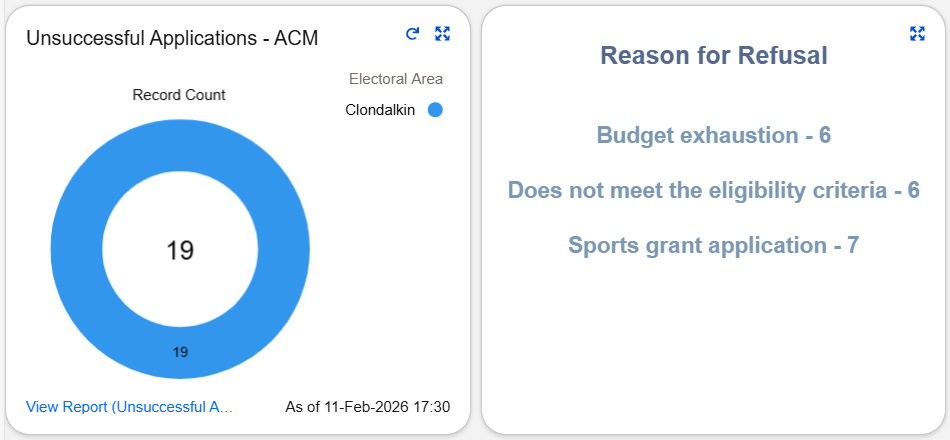 Unsuccessful Applications - ACM
Electoral Area
Record Count
Clondalkin
19
19
View Report (Unsuccessful A...
As of 11-Feb-2026 17:30
Reason for Refusal
Budget exhaustion - 6
Does not meet the eligibility criteria - 6
Sports grant application - 7